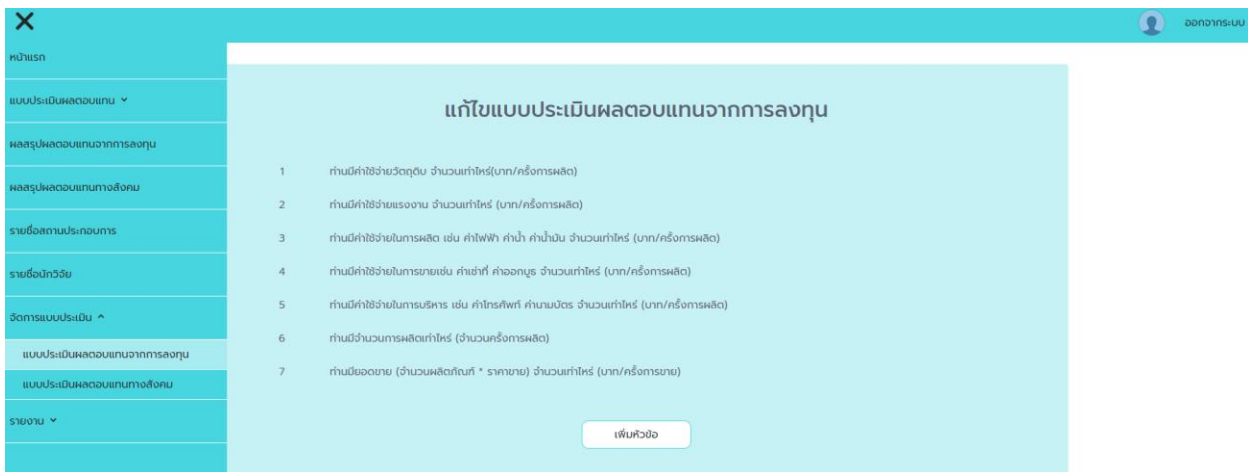 ออกจากระบบ
หน้าแรก
แบบประเมินผลตอบแทน
ผลสรุปผลตอบแทนจากการลงทุน
ผลสรุปผลตอบแทนทางสังคม
รายชื่อสถานประกอบการ
รายชื่อนักวิจัย
จัดการแบบประเมิน
แบบประเมินผลตอบแทนจากการลงทุน
แบบประเมินผลตอบแทนทางสังคม
รายงาน
แก้ไขแบบประเมินผลตอบแทนจากการลงทุน
1 ท่านมีค่าใช้จ่ายวัตถุดิบ จำนวนเท่าไหร่(บาท/ครั้งการผลิต)
2 ท่านมีค่าใช้จ่ายแรงงาน จำนวนเท่าไหร่ (บาท/ครั้งการผลิต)
3 ท่านมีค่าใช้จ่ายในการผลิต เช่น ค่าไฟฟ้า ค่าน้ำ ค่าน้ำมัน จำนวนเท่าไหร่ (บาท/ครั้งการผลิต)
4 ท่านมีค่าใช้จ่ายในการขายเช่น ค่าเช่าที่ ค่าออกบูธ จำนวนเท่าไหร่ (บาท/ครั้งการผลิต)
5 ท่านมีค่าใช้จ่ายในการบริหาร เช่น ค่าโทรศัพท์ ค่านามบัตร จำนวนเท่าไหร่ (บาท/ครั้งการผลิต)
6 ท่านมีจำนวนการผลิตเท่าไหร่ (จำนวนครั้งการผลิต)
7 ท่านมียอดขาย (จำนวนผลิตภัณฑ์ * ราคาขาย) จำนวนเท่าไหร่ (บาท/ครั้งการขาย)
เพิ่มหัวข้อ